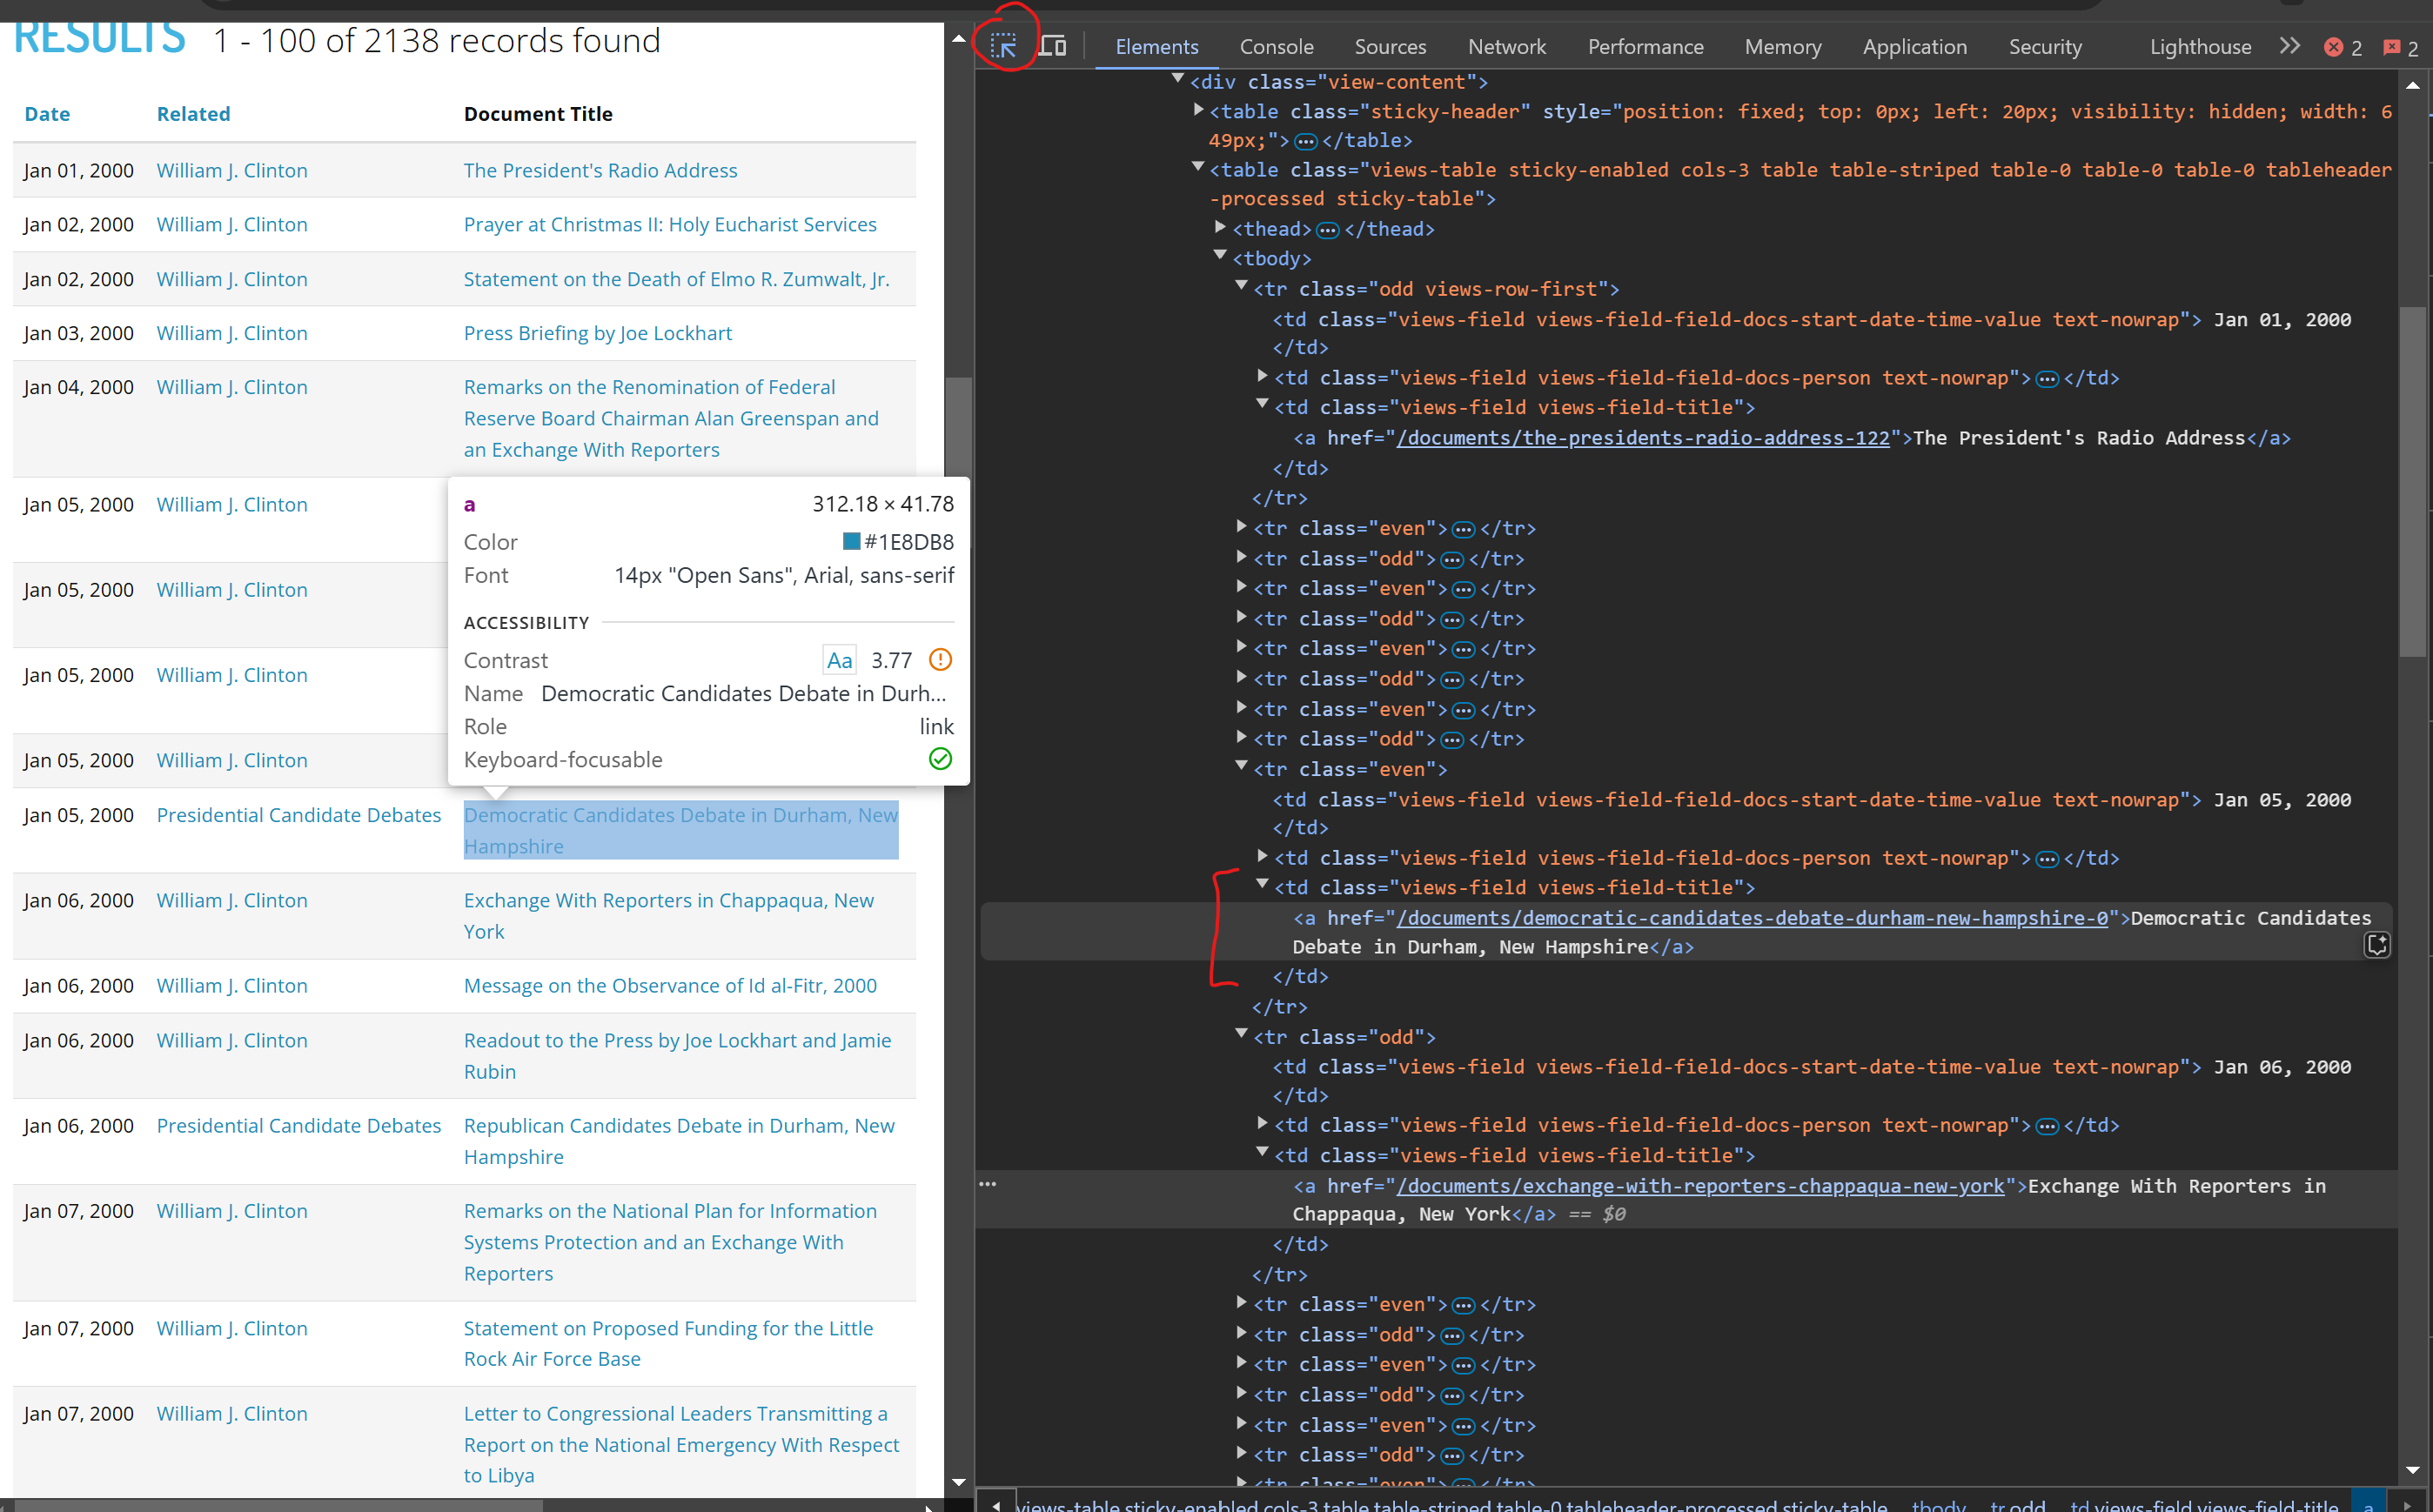 RESULTS 1 - 100 of 2138 records found
Date Related Document Title
Jan 01, 2000 William J. Clinton The President's Radio Address
Jan 02, 2000 William J. Clinton Prayer at Christmas II: Holy Eucharist Services
Jan 02, 2000 William J. Clinton Statement on the Death of Elmo R. Zumwalt, Jr.
Jan 03, 2000 William J. Clinton Press Briefing by Joe Lockhart
Jan 04, 2000 William J. Clinton Remarks on the Renomination of Federal
Reserve Board Chairman Alan Greenspan and
an Exchange With Reporters
Jan 05, 2000 William J. Clinton
Jan 05, 2000 William J. Clinton
Jan 05, 2000 William J. Clinton
Jan 05, 2000 William J. Clinton
a 312.18 × 41.78
Color #1E8DB8
Font 14px "Open Sans", Arial, sans-serif
ACCESSIBILITY
Contrast Aa 3.77
Name Democratic Candidates Debate in Durh...
Role link
Keyboard-focusable
Jan 05, 2000 Presidential Candidate Debates Democratic Candidates Debate in Durham, New
Hampshire
Jan 06, 2000 William J. Clinton Exchange With Reporters in Chappaqua, New
York
Jan 06, 2000 William J. Clinton Message on the Observance of Id al-Fitr, 2000
Jan 06, 2000 William J. Clinton Readout to the Press by Joe Lockhart and Jamie
Rubin
Jan 06, 2000 Presidential Candidate Debates Republican Candidates Debate in Durham, New
Hampshire
Jan 07, 2000 William J. Clinton Remarks on the National Plan for Information
Systems Protection and an Exchange With
Reporters
Jan 07, 2000 William J. Clinton Statement on Proposed Funding for the Little
Rock Air Force Base
Jan 07, 2000 William J. Clinton Letter to Congressional Leaders Transmitting a
Report on the National Emergency With Respect
to Libya
Elements Console Sources Network Performance Memory Application Security Lighthouse 2 2
<div class="view-content">
<table class="sticky-header" style="position: fixed; top: 0px; left: 20px; visibility: hidden; width: 6
49px;">…</table>
<table class="views-table sticky-enabled cols-3 table table-striped table-0 table-0 table-0 tableheader
-processed sticky-table">
<thead>…</thead>
<tbody>
<tr class="odd views-row-first">
<td class="views-field views-field-field-docs-start-date-time-value text-nowrap"> Jan 01, 2000
</td>
<td class="views-field views-field-field-docs-person text-nowrap">…</td>
<td class="views-field views-field-title">
<a href="/documents/the-presidents-radio-address-122">The President's Radio Address</a>
</td>
</tr>
<tr class="even">…</tr>
<tr class="odd">…</tr>
<tr class="even">…</tr>
<tr class="odd">…</tr>
<tr class="even">…</tr>
<tr class="odd">…</tr>
<tr class="even">…</tr>
<tr class="odd">…</tr>
<tr class="even">
<td class="views-field views-field-field-docs-start-date-time-value text-nowrap"> Jan 05, 2000
</td>
<td class="views-field views-field-field-docs-person text-nowrap">…</td>
<td class="views-field views-field-title">
<a href="/documents/democratic-candidates-debate-durham-new-hampshire-0">Democratic Candidates
Debate in Durham, New Hampshire</a>
</td>
</tr>
<tr class="odd">
<td class="views-field views-field-field-docs-start-date-time-value text-nowrap"> Jan 06, 2000
</td>
<td class="views-field views-field-field-docs-person text-nowrap">…</td>
<td class="views-field views-field-title">
<a href="/documents/exchange-with-reporters-chappaqua-new-york">Exchange With Reporters in
Chappaqua, New York</a> == $0
</td>
</tr>
<tr class="even">…</tr>
<tr class="odd">…</tr>
<tr class="even">…</tr>
<tr class="odd">…</tr>
<tr class="even">…</tr>
<tr class="odd">…</tr>
<tr class="even">…</tr>
views-table.sticky-enabled.cols-3.table.table-striped.table-0.tableheader-processed.sticky-table tbody tr.odd td.views-field.views-field-title a